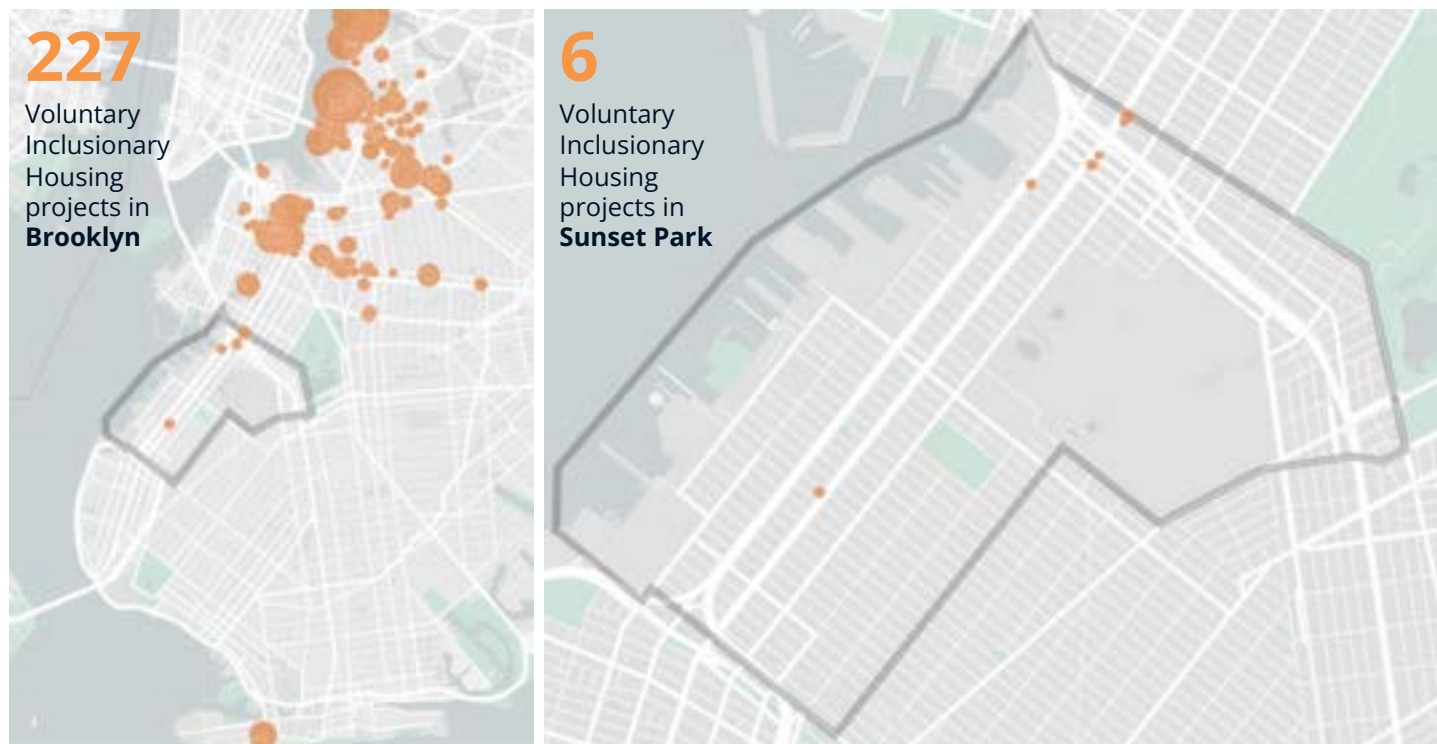 227
Voluntary
Inclusionary
Housing
projects in
Brooklyn
6
Voluntary
Inclusionary
Housing
projects in
Sunset Park